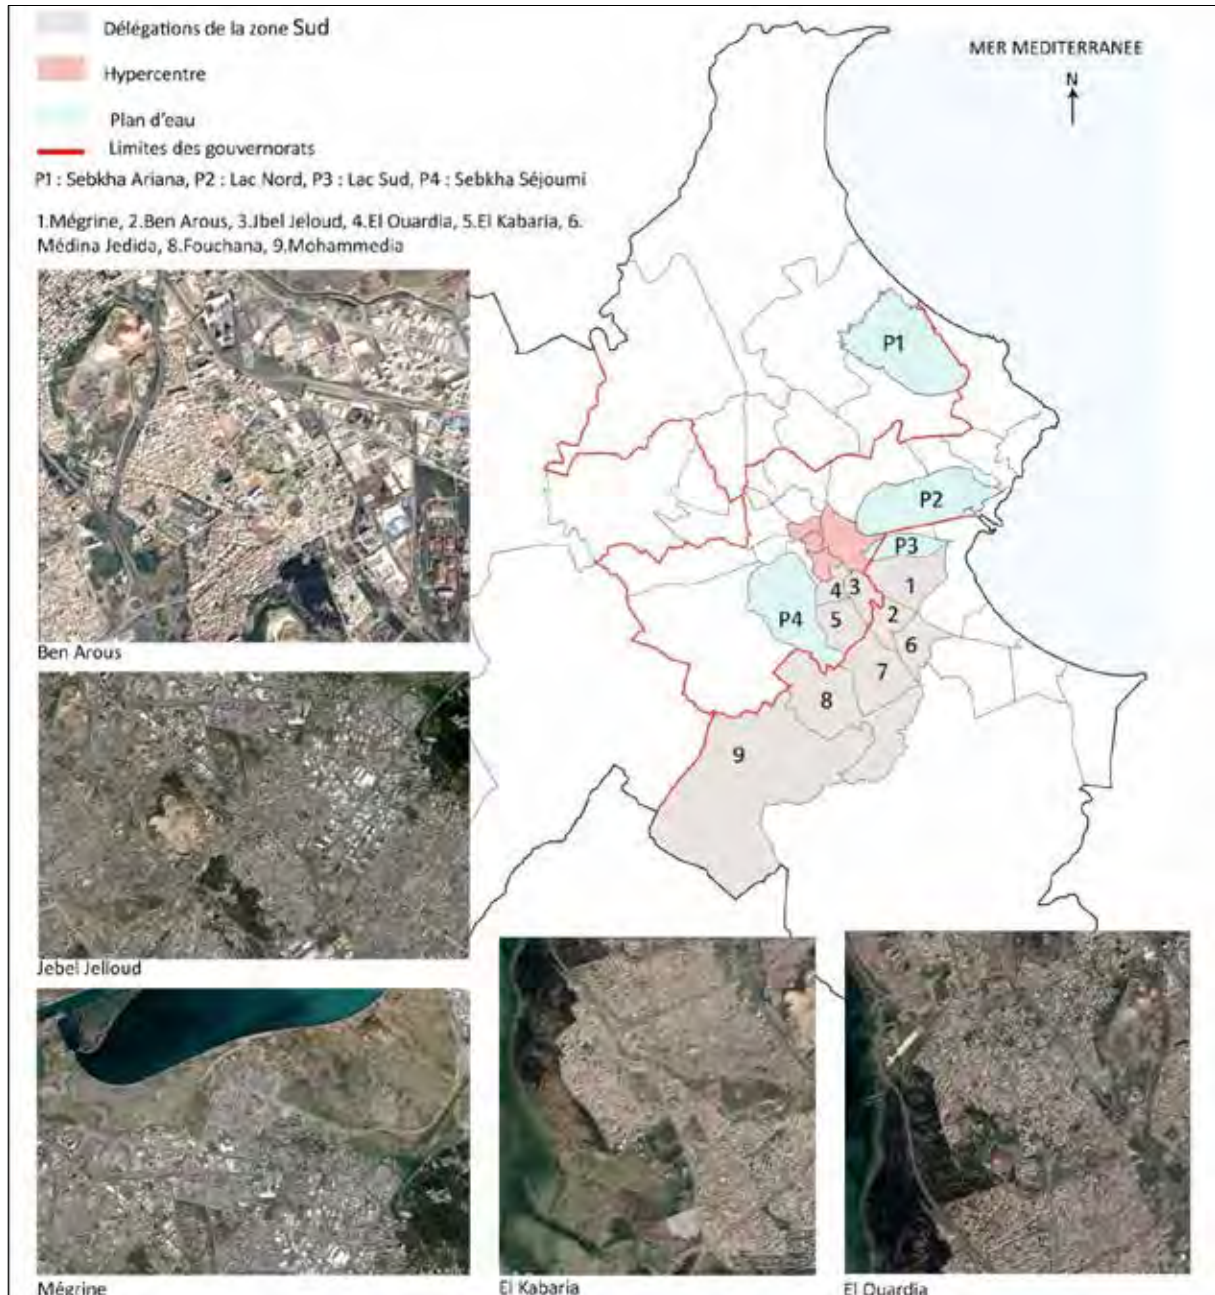 Délégations de la zone Sud
Hypercentre
Plan d'eau
Limites des gouvernorats
P1 : Sebkha Ariana, P2 : Lac Nord, P3 : Lac Sud, P4 : Sebkha Séjoumi
1.Mégrine, 2.Ben Arous, 3.Jbel Jeloud, 4.El Ouardia, 5.El Kabaria, 6.
Médina Jedida, 8.Fouchana, 9.Mohammedia
MER MEDITERRANEE
N
P1
P2
P3
P4
1
2
3
4
5
6
7
8
9
Ben Arous
Jebel Jelloud
Mégrine
El Kabaria
El Ouardia